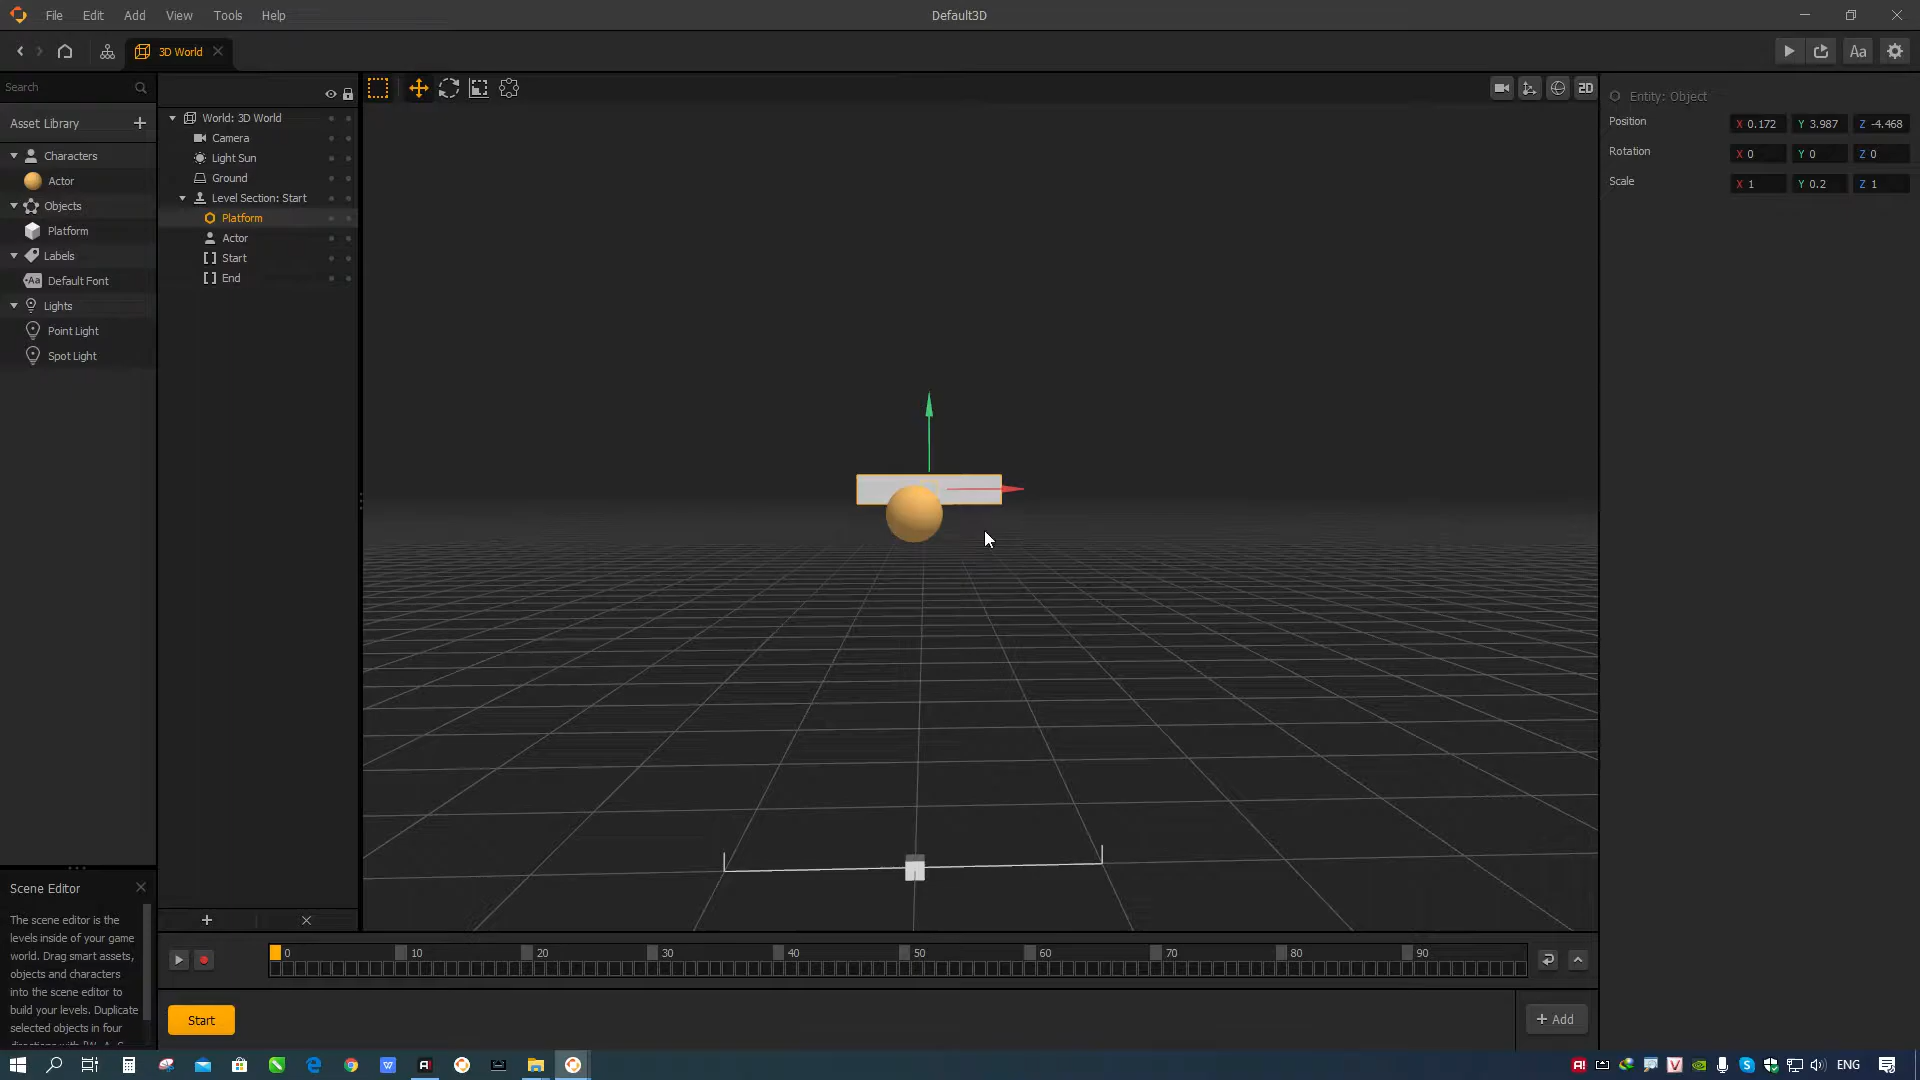 File Edit Add View Tools Help
Default3D
3D World
Aa
Search
Asset Library
Characters
Actor
Objects
Platform
Labels
Aa Default Font
Lights
Point Light
Spot Light
World: 3D World
Camera
Light Sun
Ground
Level Section: Start
Platform
Actor
Start
End
2D
Entity: Object
Position X 0.172 Y 3.987 Z -4.468
Rotation X 0 Y 0 Z 0
Scale X 1 Y 0.2 Z 1
Scene Editor
The scene editor is the
levels inside of your game
world. Drag smart assets,
objects and characters
into the scene editor to
build your levels. Duplicate
selected objects in four
0 10 20 30 40 50 60 70 80 90
Start
+ Add
ENG